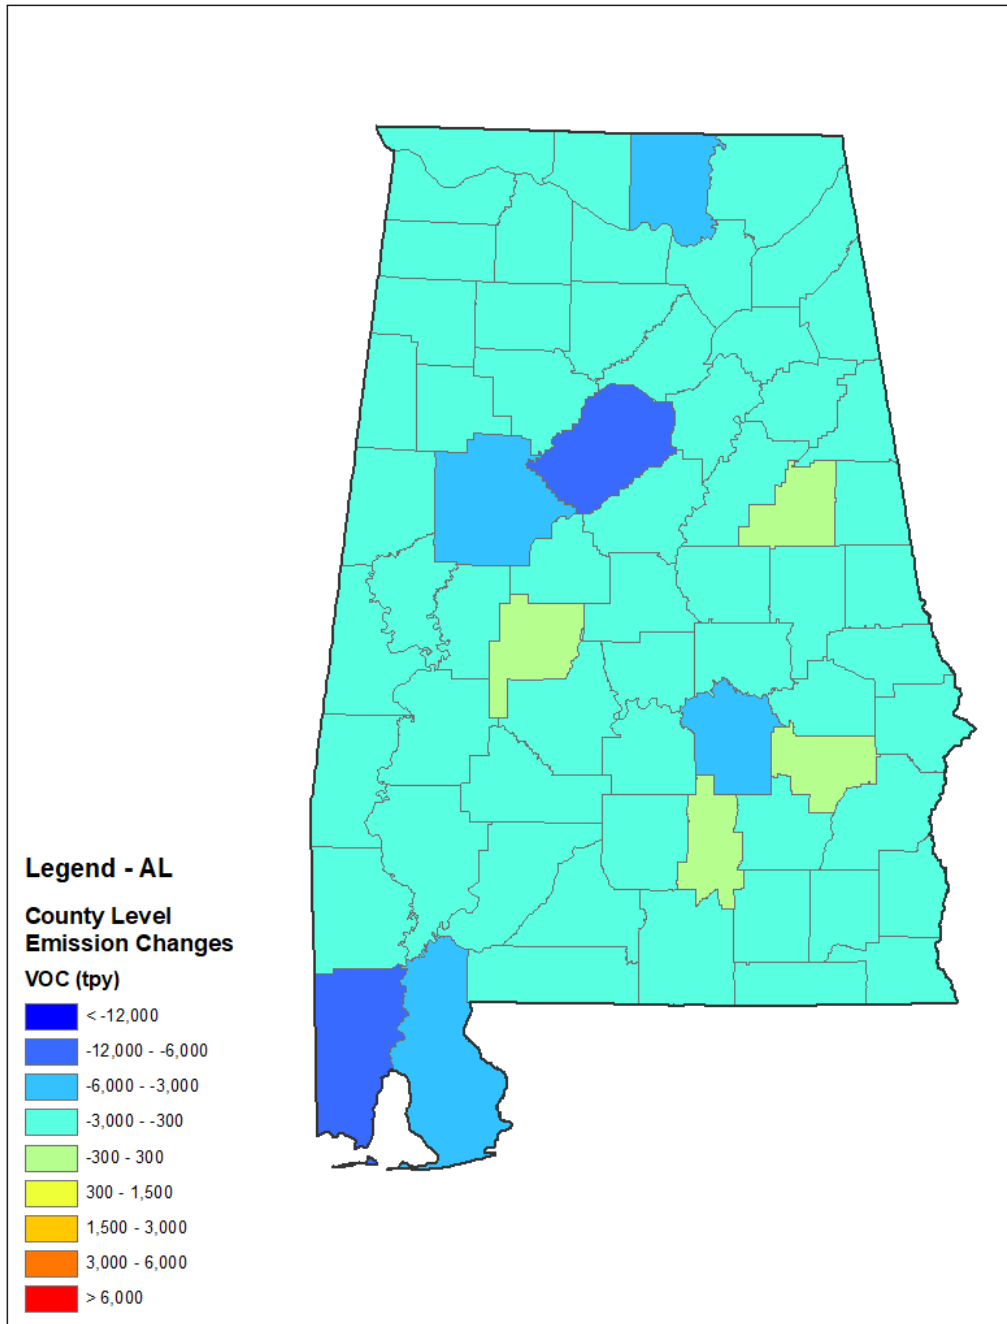 Legend - AL
County Level
Emission Changes
VOC (tpy)
< -12,000
-12,000 - -6,000
-6,000 - -3,000
-3,000 - -300
-300 - 300
300 - 1,500
1,500 - 3,000
3,000 - 6,000
> 6,000